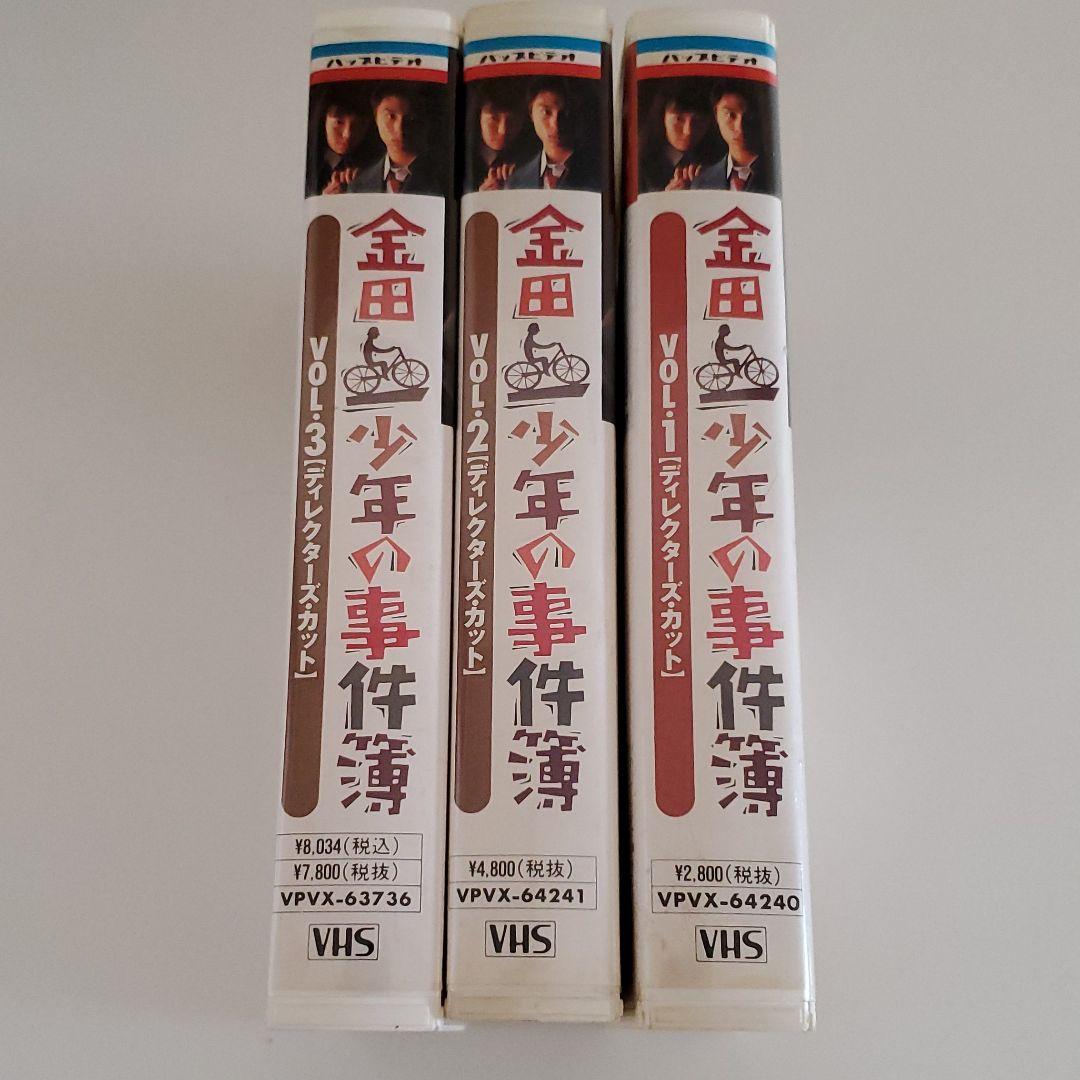 バップビデオ
金田一少年の事件簿
VOL・3【ディレクターズ・カット】
¥8,034(税込)
¥7,800(税抜)
VPVX-63736
VHS
バップビデオ
金田一少年の事件簿
VOL・2【ディレクターズ・カット】
¥4,800(税抜)
VPVX-64241
VHS
バップビデオ
金田一少年の事件簿
VOL・1【ディレクターズ・カット】
¥2,800(税抜)
VPVX-64240
VHS